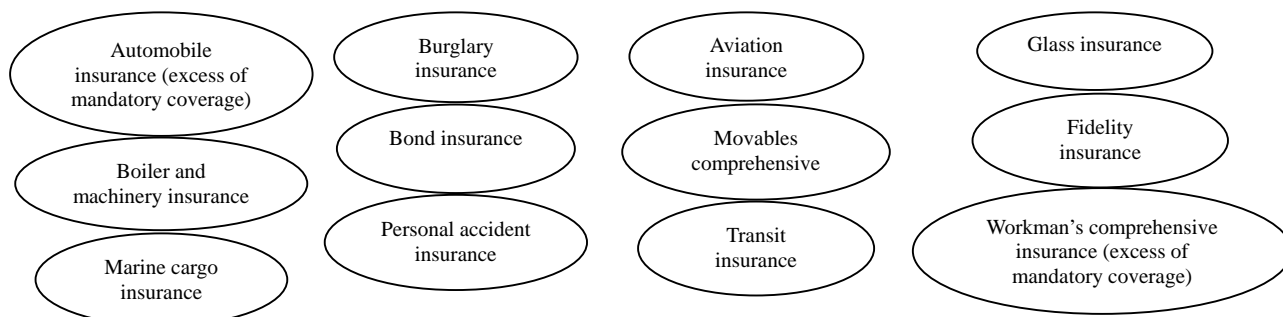 Automobile
insurance (excess of
mandatory coverage)
Boiler and
machinery insurance
Marine cargo
insurance
Burglary
insurance
Bond insurance
Personal accident
insurance
Aviation
insurance
Movables
comprehensive
Transit
insurance
Glass insurance
Fidelity
insurance
Workman’s comprehensive
insurance (excess of
mandatory coverage)